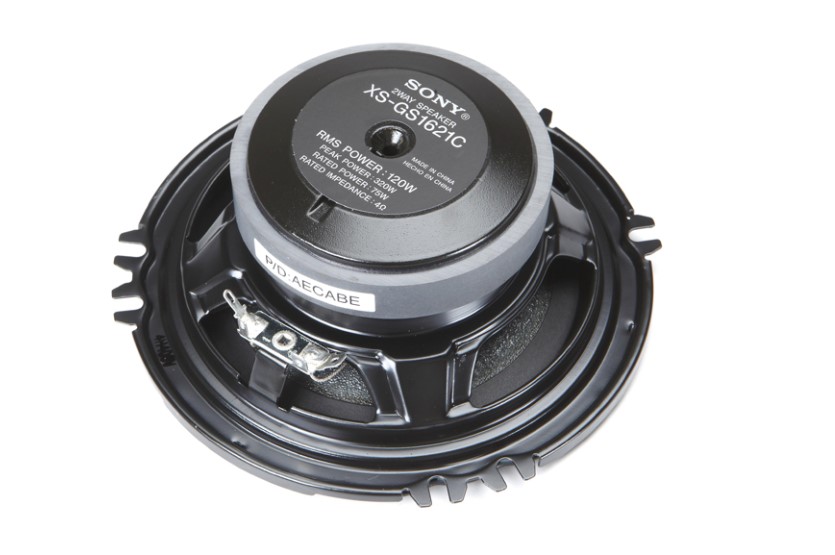 SONY®
2WAY SPEAKER
XS-GS1621C
MADE IN CHINA
HECHO EN CHINA
RMS POWER : 120W
PEAK POWER: 320W
RATED POWER: 75W
RATED IMPEDANCE: 4Ω
P/D:AECABE